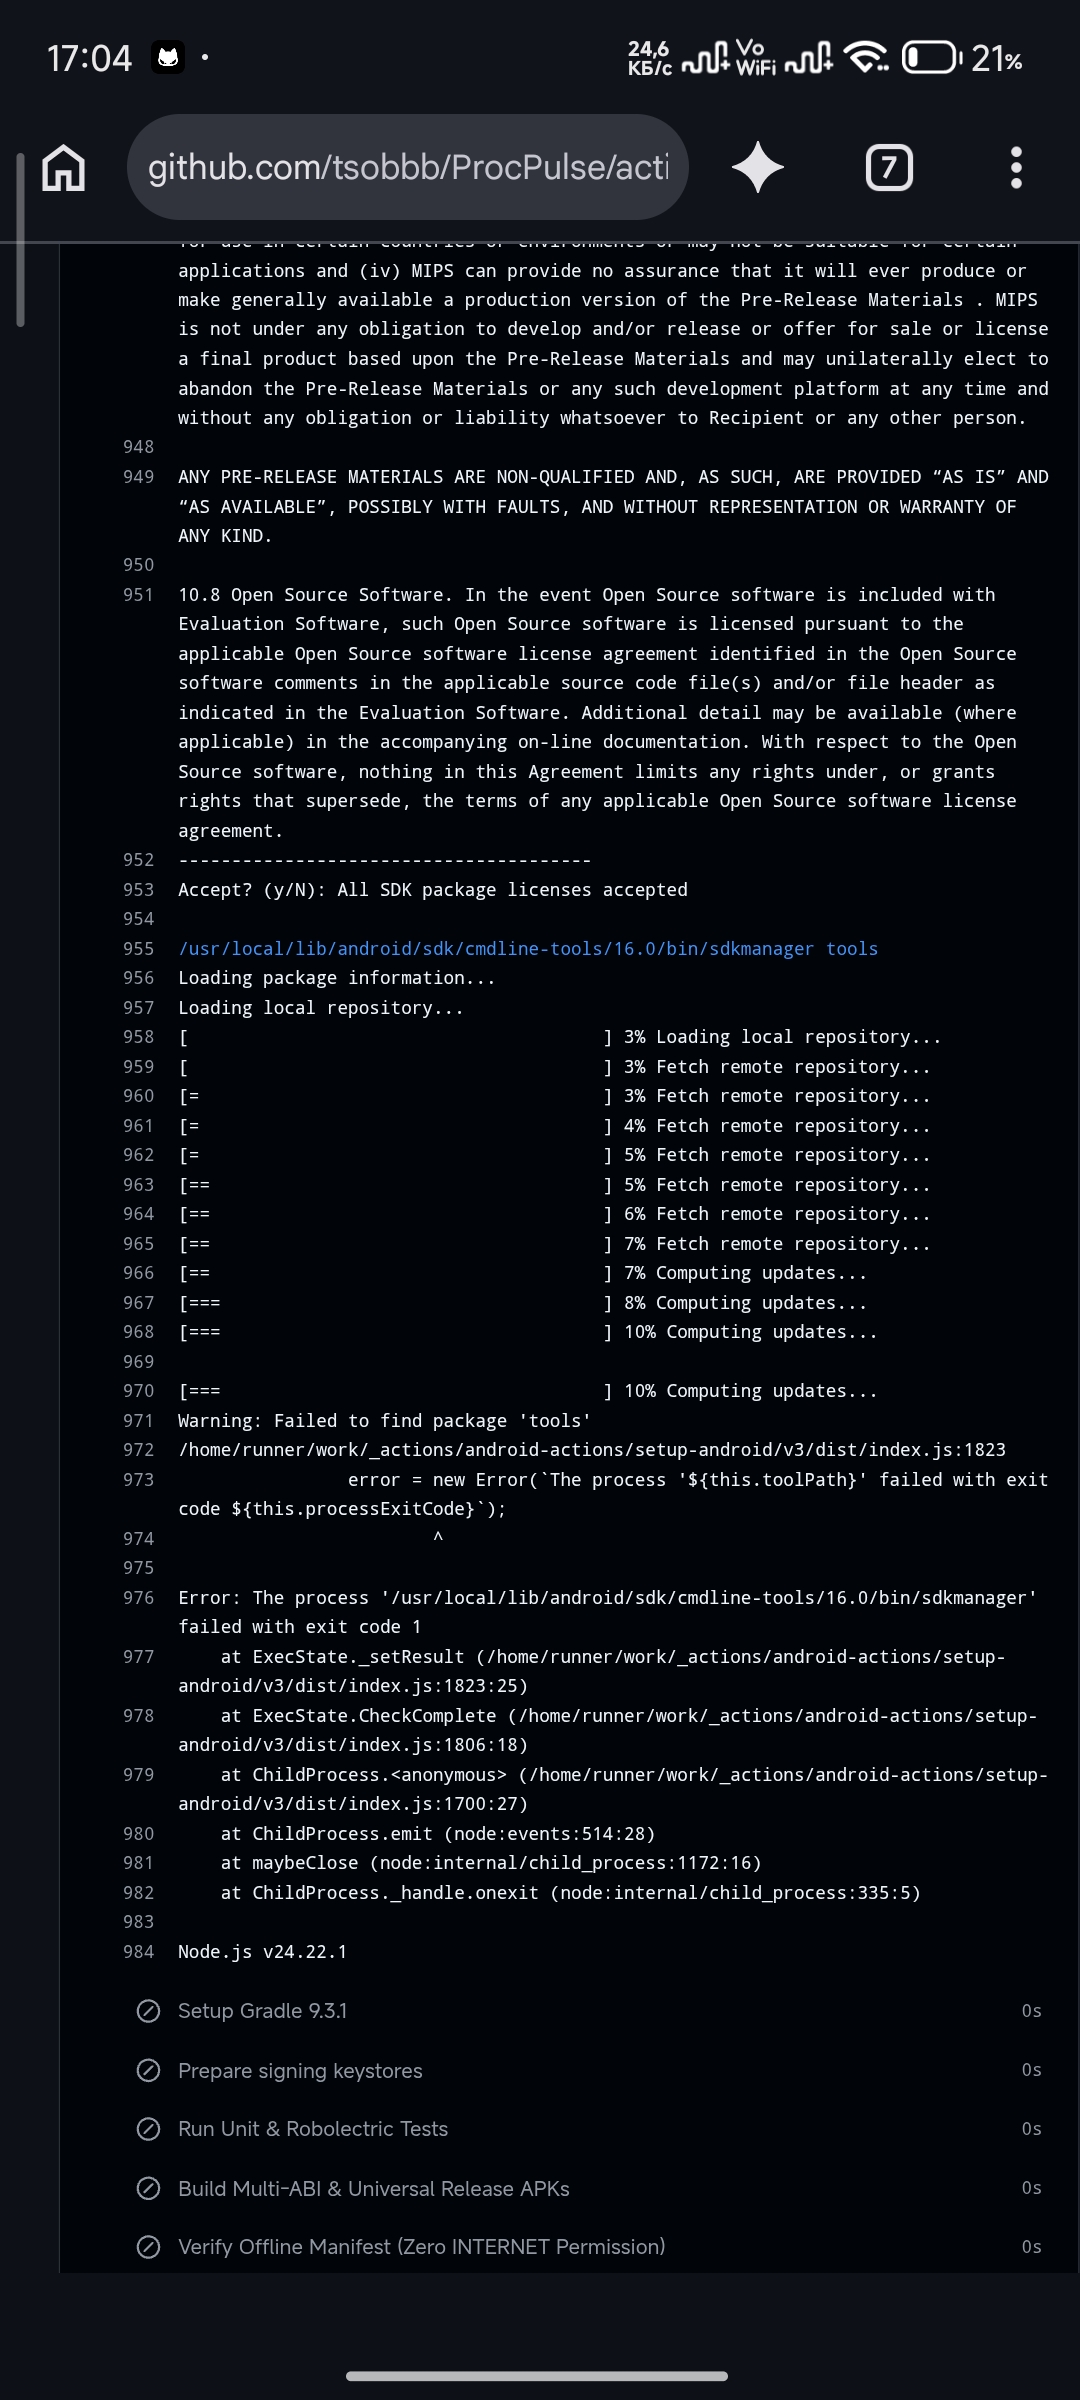 17:04
24,6 КБ/с
Vo WiFi
21%
github.com/tsobbb/ProcPulse/acti
7
for use in certain countries or environments or may not be suitable for certain
applications and (iv) MIPS can provide no assurance that it will ever produce or
make generally available a production version of the Pre-Release Materials . MIPS
is not under any obligation to develop and/or release or offer for sale or license
a final product based upon the Pre-Release Materials and may unilaterally elect to
abandon the Pre-Release Materials or any such development platform at any time and
without any obligation or liability whatsoever to Recipient or any other person.
948
949 ANY PRE-RELEASE MATERIALS ARE NON-QUALIFIED AND, AS SUCH, ARE PROVIDED “AS IS” AND
“AS AVAILABLE”, POSSIBLY WITH FAULTS, AND WITHOUT REPRESENTATION OR WARRANTY OF
ANY KIND.
950
951 10.8 Open Source Software. In the event Open Source software is included with
Evaluation Software, such Open Source software is licensed pursuant to the
applicable Open Source software license agreement identified in the Open Source
software comments in the applicable source code file(s) and/or file header as
indicated in the Evaluation Software. Additional detail may be available (where
applicable) in the accompanying on-line documentation. With respect to the Open
Source software, nothing in this Agreement limits any rights under, or grants
rights that supersede, the terms of any applicable Open Source software license
agreement.
952 ---------------------------------------
953 Accept? (y/N): All SDK package licenses accepted
954
955 /usr/local/lib/android/sdk/cmdline-tools/16.0/bin/sdkmanager tools
956 Loading package information...
957 Loading local repository...
958 [                                       ] 3% Loading local repository...
959 [                                       ] 3% Fetch remote repository...
960 [=                                      ] 3% Fetch remote repository...
961 [=                                      ] 4% Fetch remote repository...
962 [=                                      ] 5% Fetch remote repository...
963 [==                                     ] 5% Fetch remote repository...
964 [==                                     ] 6% Fetch remote repository...
965 [==                                     ] 7% Fetch remote repository...
966 [==                                     ] 7% Computing updates...
967 [===                                    ] 8% Computing updates...
968 [===                                    ] 10% Computing updates...
969
970 [===                                    ] 10% Computing updates...
971 Warning: Failed to find package 'tools'
972 /home/runner/work/_actions/android-actions/setup-android/v3/dist/index.js:1823
973                 error = new Error(`The process '${this.toolPath}' failed with exit
code ${this.processExitCode}`);
974                         ^
975
976 Error: The process '/usr/local/lib/android/sdk/cmdline-tools/16.0/bin/sdkmanager'
failed with exit code 1
977     at ExecState._setResult (/home/runner/work/_actions/android-actions/setup-
android/v3/dist/index.js:1823:25)
978     at ExecState.CheckComplete (/home/runner/work/_actions/android-actions/setup-
android/v3/dist/index.js:1806:18)
979     at ChildProcess.<anonymous> (/home/runner/work/_actions/android-actions/setup-
android/v3/dist/index.js:1700:27)
980     at ChildProcess.emit (node:events:514:28)
981     at maybeClose (node:internal/child_process:1172:16)
982     at ChildProcess._handle.onexit (node:internal/child_process:335:5)
983
984 Node.js v24.22.1
Setup Gradle 9.3.1 0s
Prepare signing keystores 0s
Run Unit & Robolectric Tests 0s
Build Multi-ABI & Universal Release APKs 0s
Verify Offline Manifest (Zero INTERNET Permission) 0s